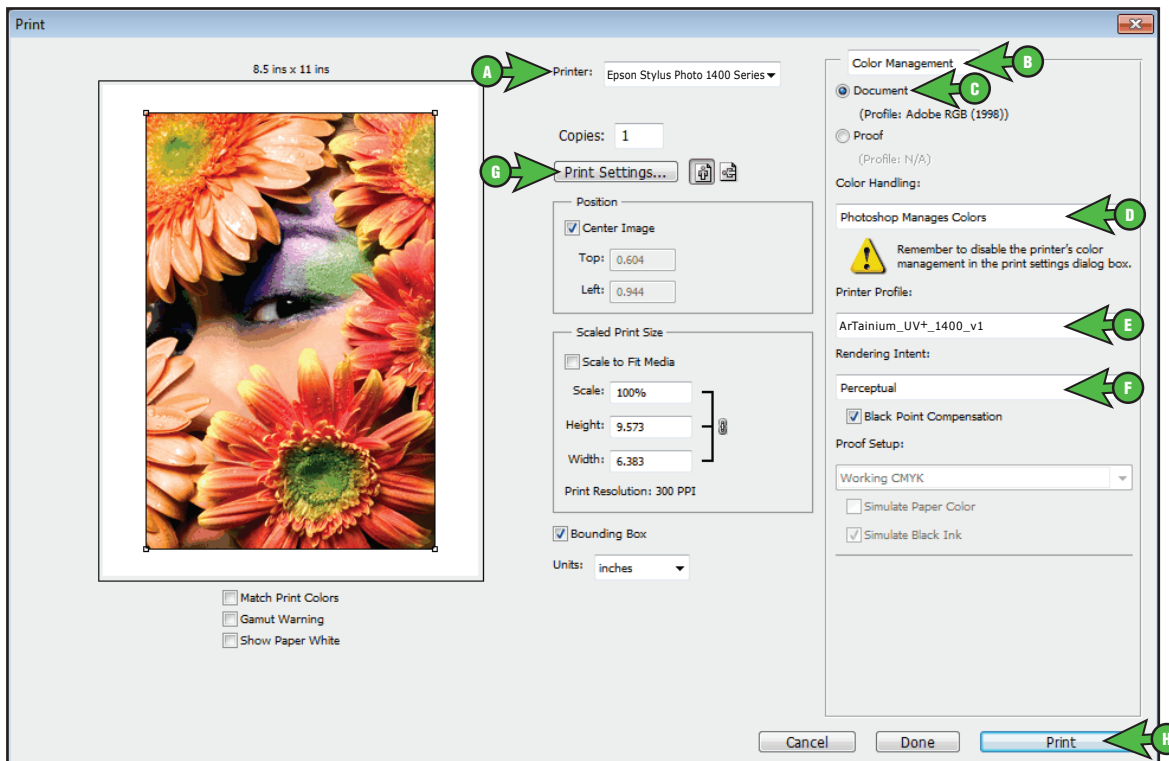 Print
8.5 ins x 11 ins
A
Printer:
Epson Stylus Photo 1400 Series
Copies:
1
G
Print Settings...
Position
Center Image
Top:
0.604
Left:
0.944
Scaled Print Size
Scale to Fit Media
Scale:
100%
Height:
9.573
Width:
6.383
Print Resolution: 300 PPI
Bounding Box
Units:
inches
Match Print Colors
Gamut Warning
Show Paper White
Color Management
B
Document
C
(Profile: Adobe RGB (1998))
Proof
(Profile: N/A)
Color Handling:
Photoshop Manages Colors
D
Remember to disable the printer's color
management in the print settings dialog box.
Printer Profile:
ArTainium_UV+_1400_v1
E
Rendering Intent:
Perceptual
F
Black Point Compensation
Proof Setup:
Working CMYK
Simulate Paper Color
Simulate Black Ink
Cancel
Done
Print
H